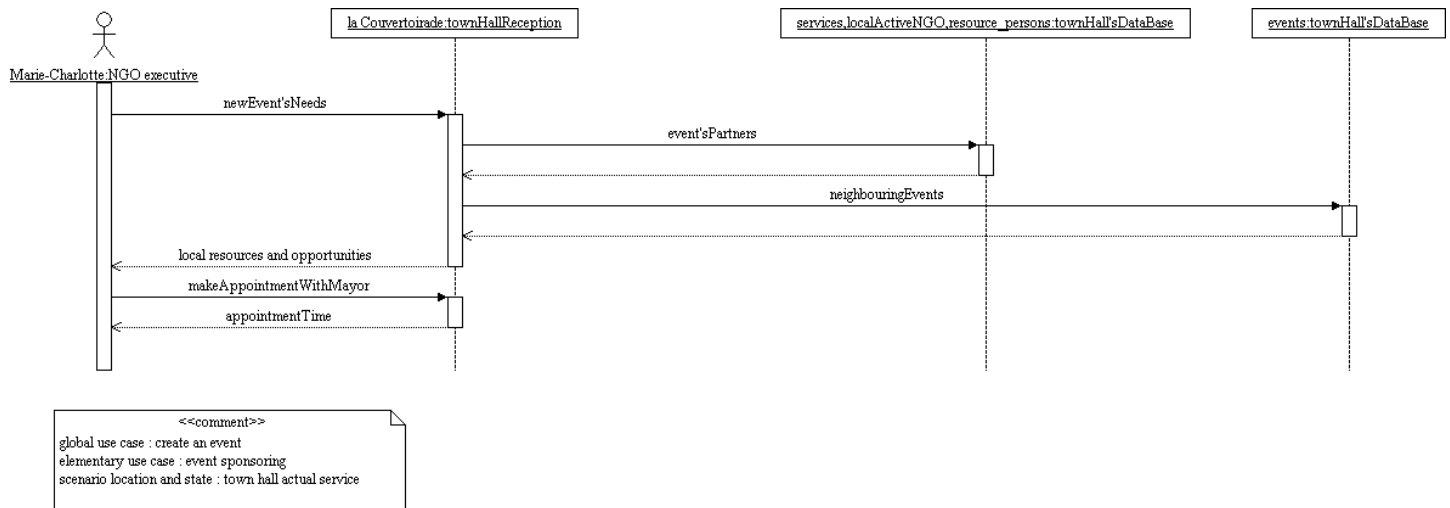 la Couvertoirade:townHallReception
services,localActiveNGO,resource_persons:townHall'sDataBase
events:townHall'sDataBase
Marie-Charlotte:NGO executive
newEvent'sNeeds
event'sPartners
neighbouringEvents
local resources and opportunities
makeAppointmentWithMayor
appointmentTime
<<comment>>
global use case : create an event
elementary use case : event sponsoring
scenario location and state : town hall actual service